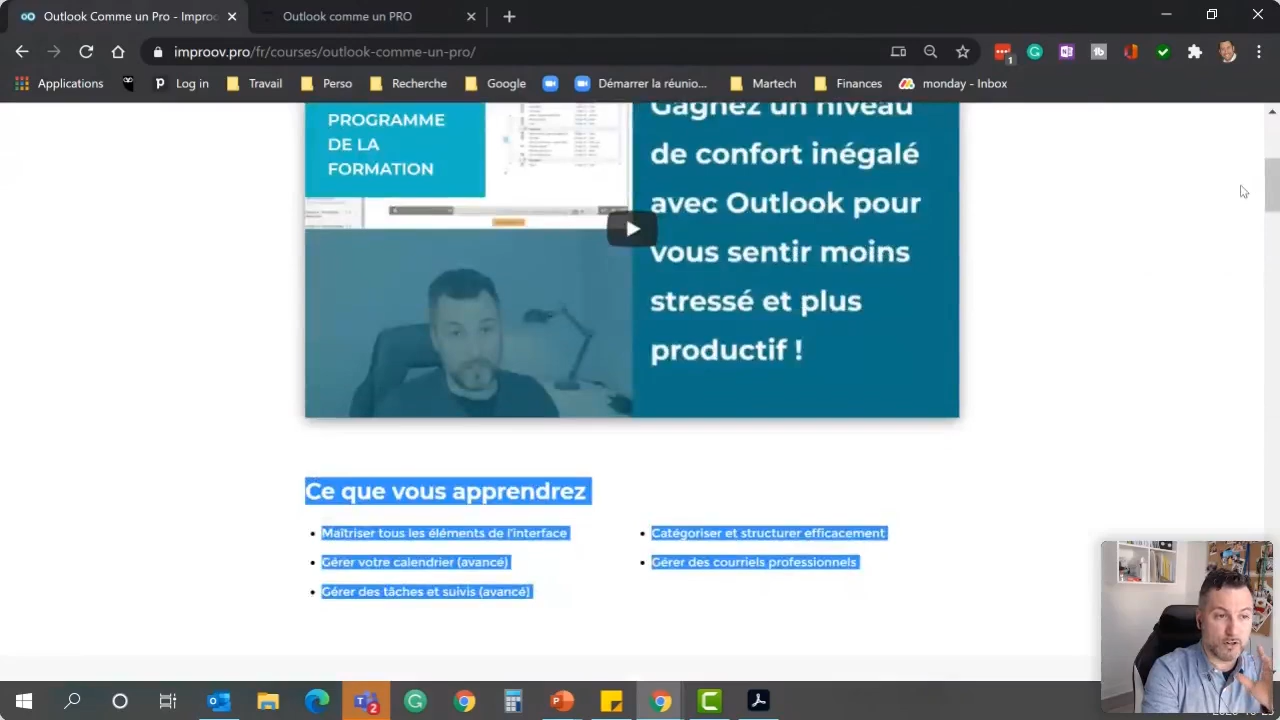 Outlook Comme un Pro - Impro
Outlook comme un PRO
improov.pro/fr/courses/outlook-comme-un-pro/
1
Applications
Log in
Travail
Perso
Recherche
Google
Démarrer la réunio...
Martech
Finances
monday - Inbox
PROGRAMME
DE LA
FORMATION
Gagnez un niveau
de confort inégalé
avec Outlook pour
vous sentir moins
stressé et plus
productif !
Ce que vous apprendrez
Maîtriser tous les éléments de l'interface
Gérer votre calendrier (avancé)
Gérer des tâches et suivis (avancé)
Catégoriser et structurer efficacement
Gérer des courriels professionnels
2